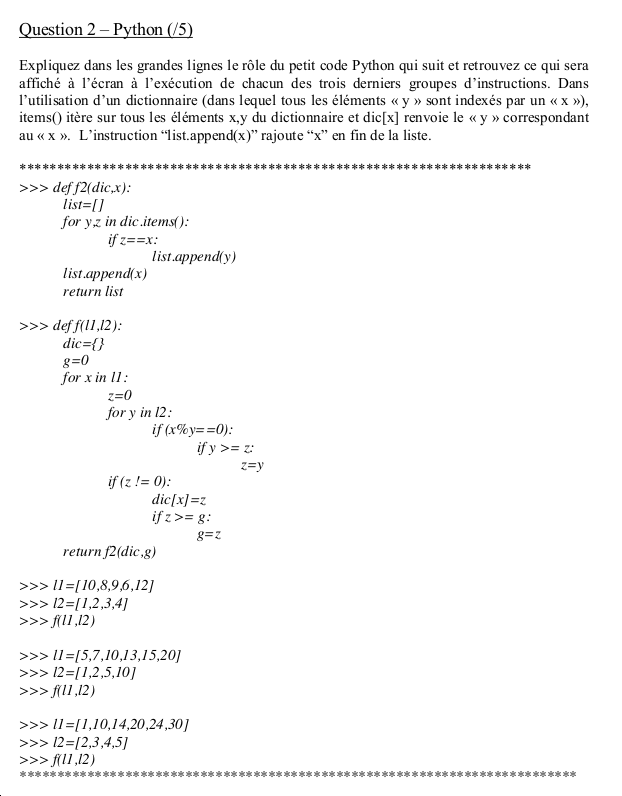 Question 2 – Python (/5)
Expliquez dans les grandes lignes le rôle du petit code Python qui suit et retrouvez ce qui sera
affiché à l'écran à l'exécution de chacun des trois derniers groupes d'instructions. Dans
l'utilisation d'un dictionnaire (dans lequel tous les éléments « y » sont indexés par un « x »),
items() itère sur tous les éléments x,y du dictionnaire et dic[x] renvoie le « y » correspondant
au « x ».  L'instruction “list.append(x)” rajoute “x” en fin de la liste.
********************************************************************
>>> def f2(dic,x):
list=[]
for y,z in dic.items():
if z==x:
list.append(y)
list.append(x)
return list
>>> def f(l1,l2):
dic={}
g=0
for x in l1:
z=0
for y in l2:
if (x%y==0):
if y >= z:
z=y
if (z != 0):
dic[x]=z
if z >= g:
g=z
return f2(dic,g)
>>> l1=[10,8,9,6,12]
>>> l2=[1,2,3,4]
>>> f(l1,l2)
>>> l1=[5,7,10,13,15,20]
>>> l2=[1,2,5,10]
>>> f(l1,l2)
>>> l1=[1,10,14,20,24,30]
>>> l2=[2,3,4,5]
>>> f(l1,l2)
**************************************************************************